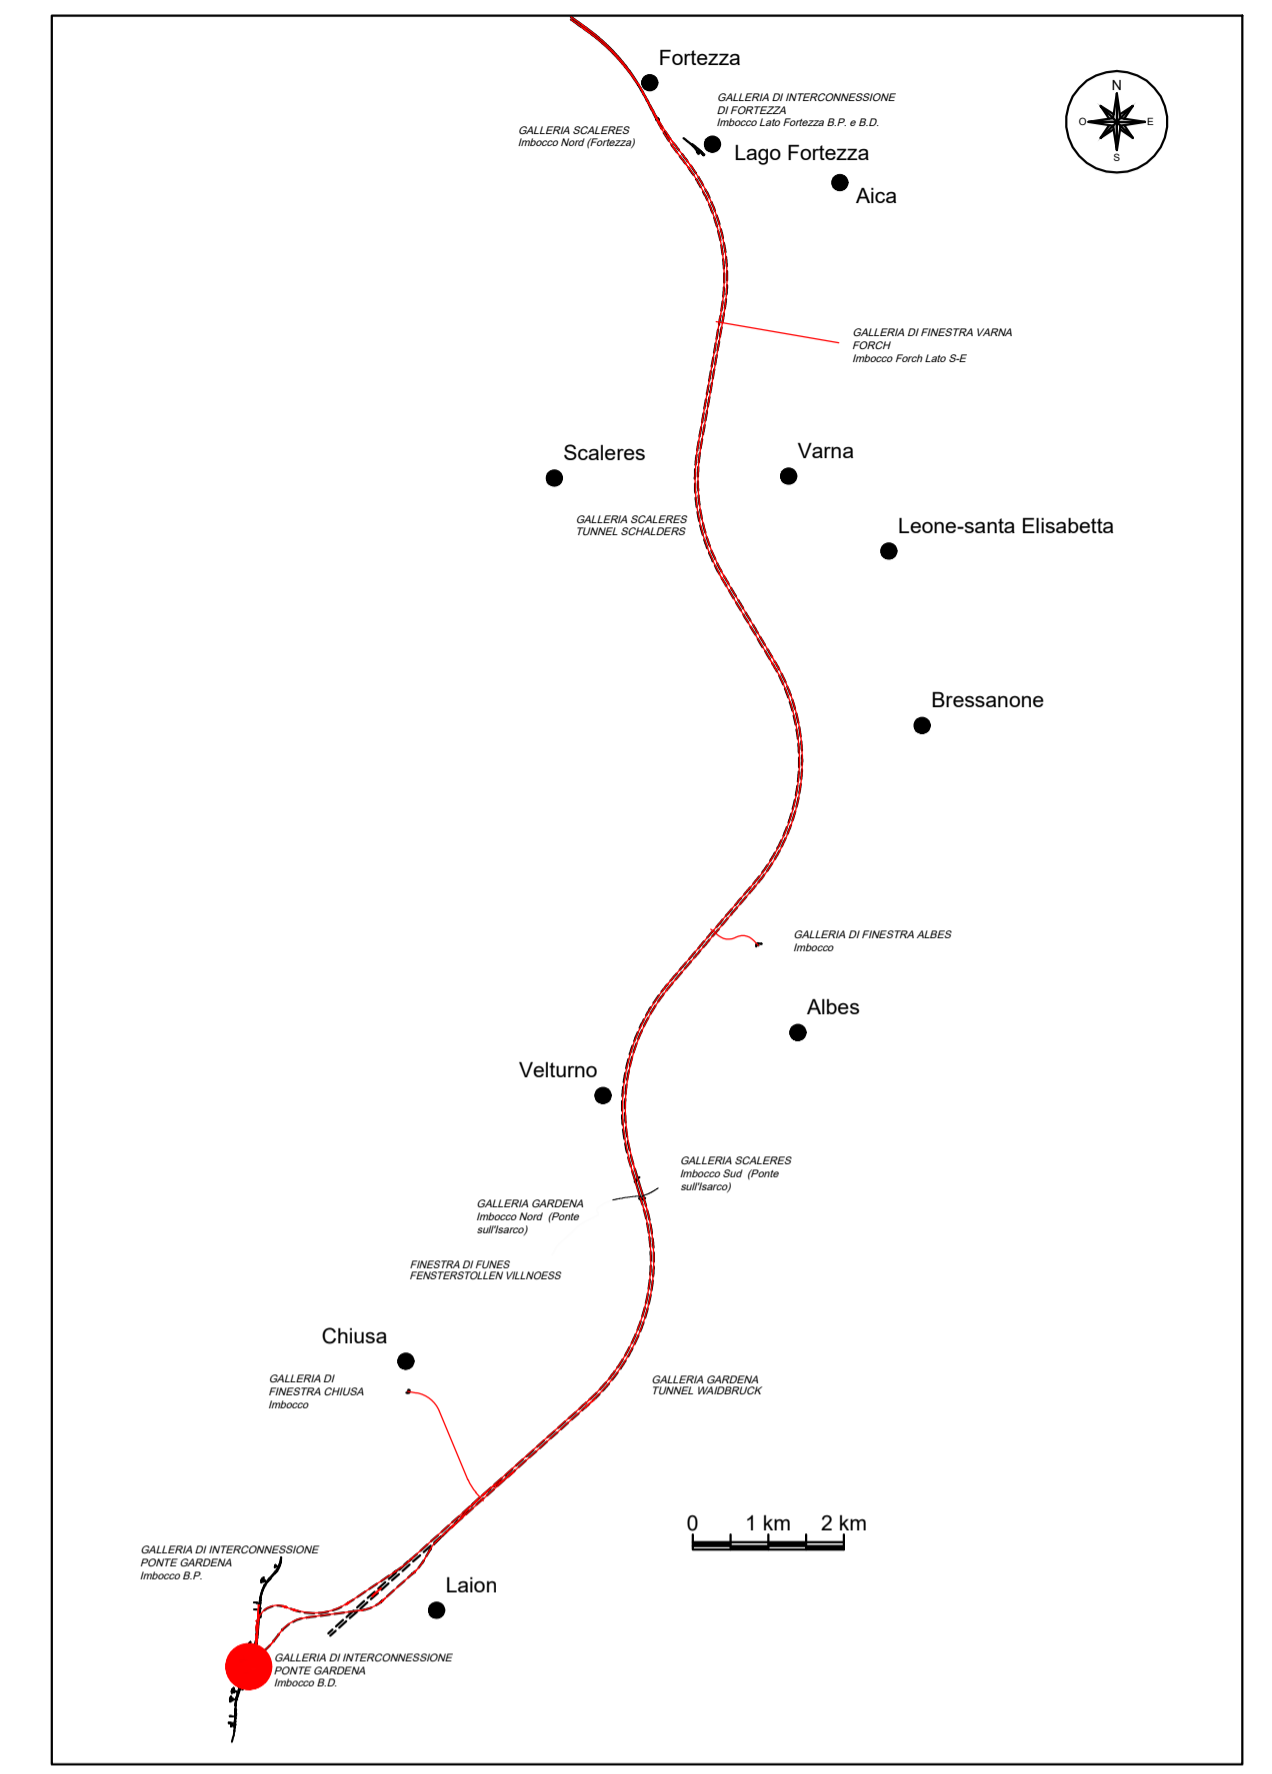 Fortezza
N
O
E
S
GALLERIA DI INTERCONNESSIONE
DI FORTEZZA
Imbocco Lato Fortezza B.P. e B.D.
GALLERIA SCALERES
Imbocco Nord (Fortezza)
Lago Fortezza
Aica
GALLERIA DI FINESTRA VARNA
FORCH
Imbocco Forch Lato S-E
Scaleres
Varna
GALLERIA SCALERES
TUNNEL SCHALDERS
Leone-santa Elisabetta
Bressanone
GALLERIA DI FINESTRA ALBES
Imbocco
Albes
Velturno
GALLERIA SCALERES
Imbocco Sud (Ponte
sull'Isarco)
GALLERIA GARDENA
Imbocco Nord (Ponte
sull'Isarco)
FINESTRA DI FUNES
FENSTERSTOLLEN VILLNOESS
Chiusa
GALLERIA DI
FINESTRA CHIUSA
Imbocco
GALLERIA GARDENA
TUNNEL WAIDBRUCK
0 1 km 2 km
GALLERIA DI INTERCONNESSIONE
PONTE GARDENA
Imbocco B.P.
Laion
GALLERIA DI INTERCONNESSIONE
PONTE GARDENA
Imbocco B.D.